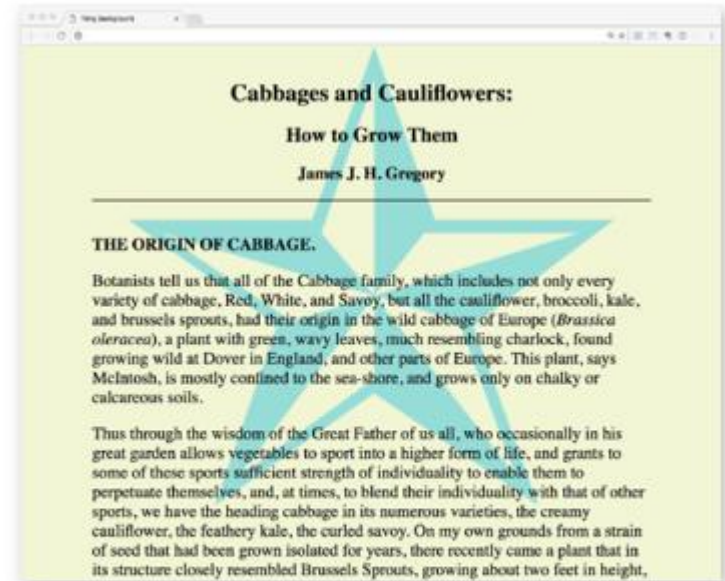 Cabbages and Cauliflowers:
How to Grow Them
James J. H. Gregory
THE ORIGIN OF CABBAGE.
Botanists tell us that all of the Cabbage family, which includes not only every
variety of cabbage, Red, White, and Savoy, but all the cauliflower, broccoli, kale,
and brussels sprouts, had their origin in the wild cabbage of Europe (Brassica
oleracea), a plant with green, wavy leaves, much resembling charlock, found
growing wild at Dover in England, and other parts of Europe. This plant, says
McIntosh, is mostly confined to the sea-shore, and grows only on chalky or
calcareous soils.
Thus through the wisdom of the Great Father of us all, who occasionally in his
great garden allows vegetables to sport into a higher form of life, and grants to
some of these sports sufficient strength of individuality to enable them to
perpetuate themselves, and, at times, to blend their individuality with that of other
sports, we have the heading cabbage in its numerous varieties, the creamy
cauliflower, the feathery kale, the curled savoy. On my own grounds from a strain
of seed that had been grown isolated for years, there recently came a plant that in
its structure closely resembled Brussels Sprouts, growing about two feet in height,